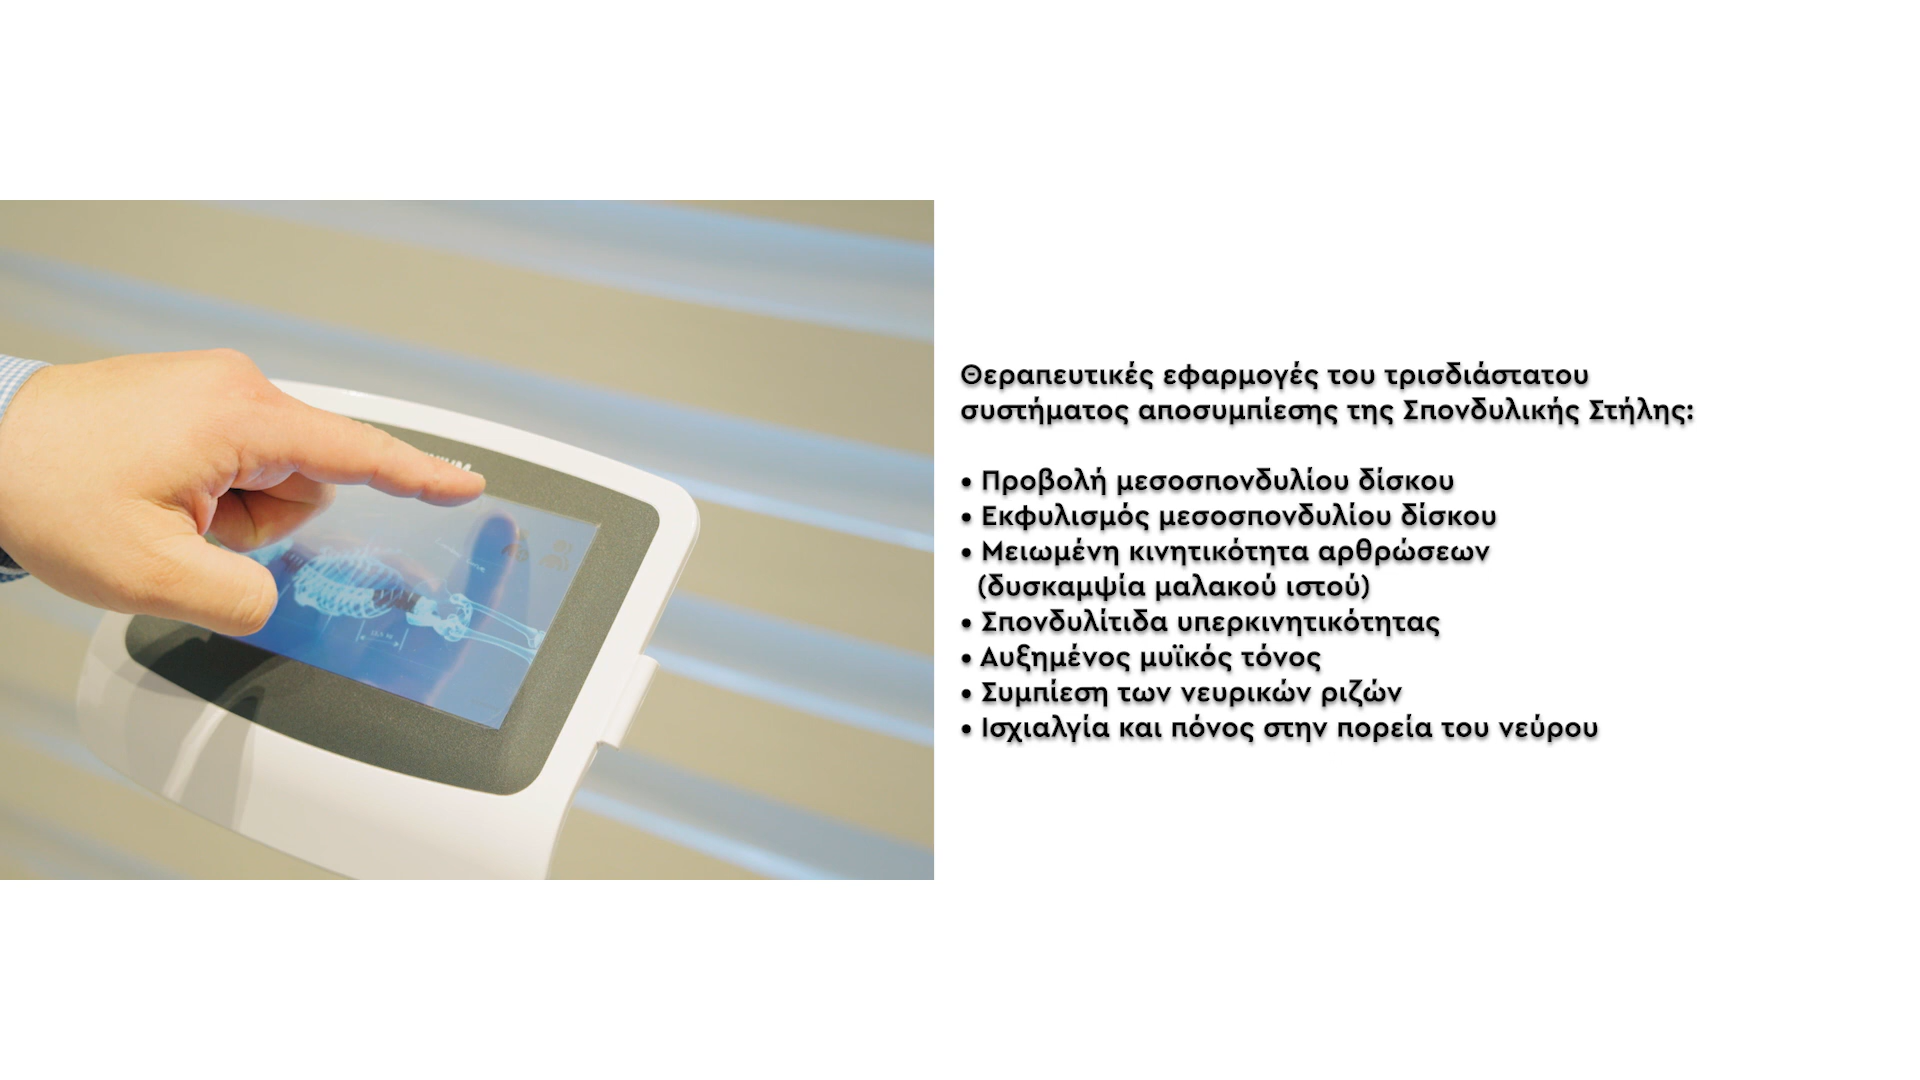 Θεραπευτικές εφαρμογές του τρισδιάστατου
συστήματος αποσυμπίεσης της Σπονδυλικής Στήλης:
• Προβολή μεσοσπονδυλίου δίσκου
• Εκφυλισμός μεσοσπονδυλίου δίσκου
• Μειωμένη κινητικότητα αρθρώσεων
(δυσκαμψία μαλακού ιστού)
• Σπονδυλίτιδα υπερκινητικότητας
• Αυξημένος μυϊκός τόνος
• Συμπίεση των νευρικών ριζών
• Ισχιαλγία και πόνος στην πορεία του νεύρου